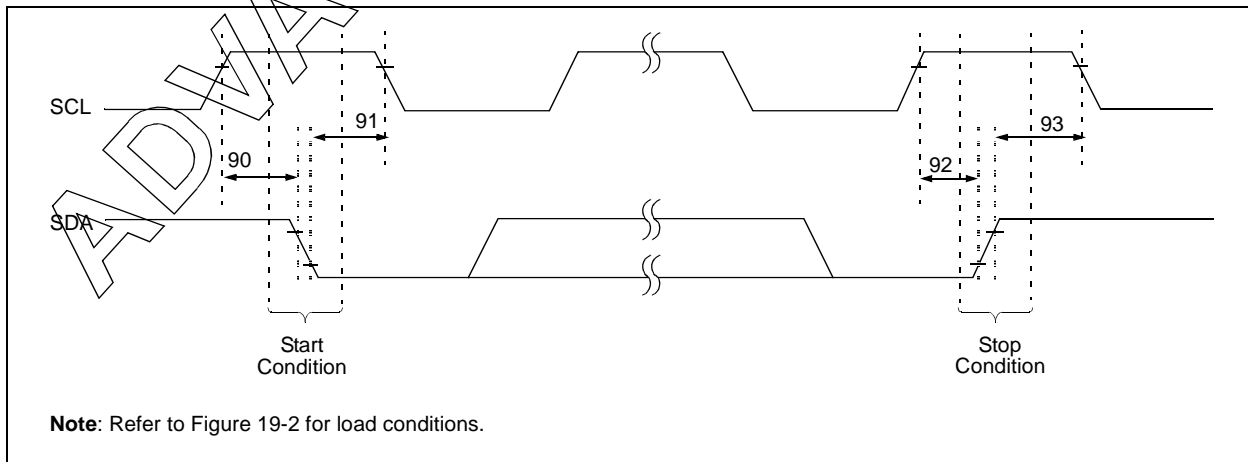 ADVA
SCL
91
93
90
92
SDA
Start
Condition
Stop
Condition
Note: Refer to Figure 19-2 for load conditions.